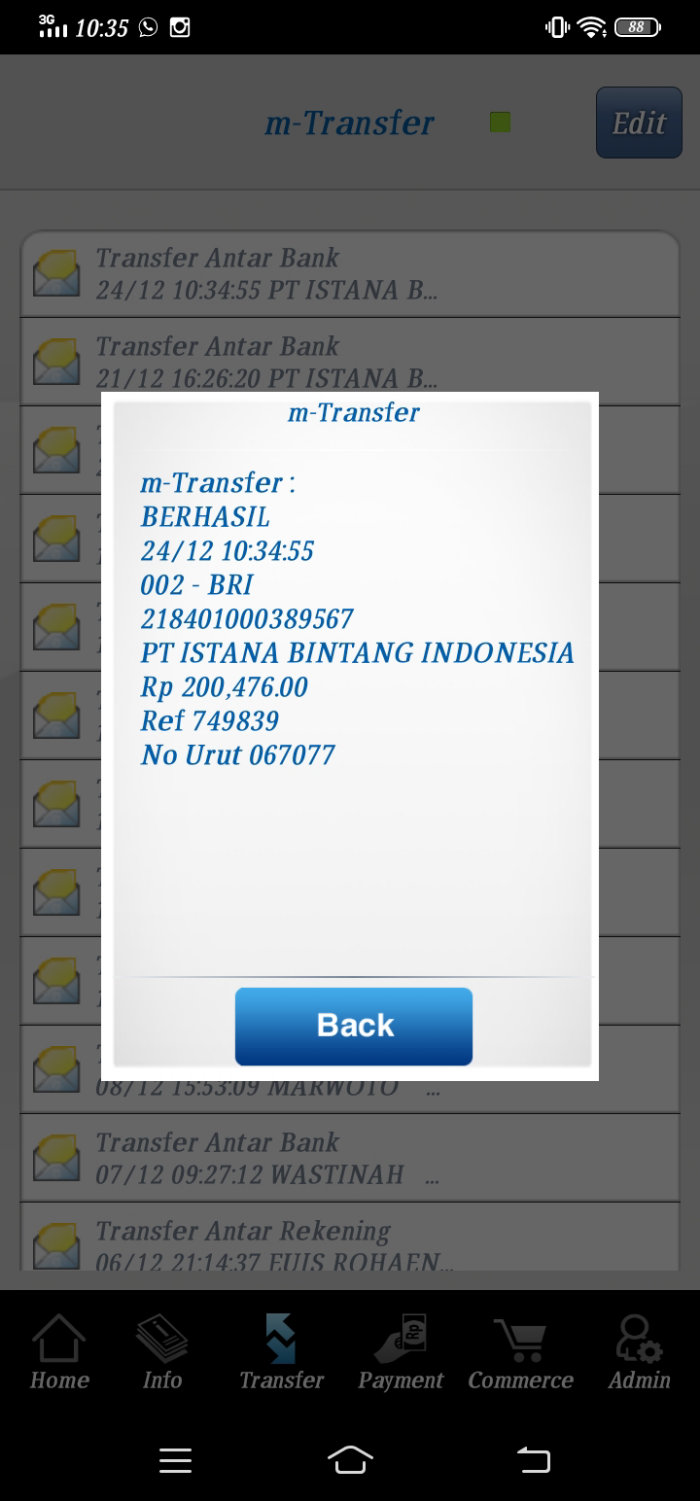 3G 10:35 88
m-Transfer
Edit
Transfer Antar Bank
24/12 10:34:55 PT ISTANA B...
Transfer Antar Bank
21/12 16:26:20 PT ISTANA B...
m-Transfer
m-Transfer :
BERHASIL
24/12 10:34:55
002 - BRI
218401000389567
PT ISTANA BINTANG INDONESIA
Rp 200,476.00
Ref 749839
No Urut 067077
Back
08/12 15:53:09 MARWOTO ...
Transfer Antar Bank
07/12 09:27:12 WASTINAH ...
Transfer Antar Rekening
06/12 21:14:37 EUIS ROHAEN...
Rp
Home Info Transfer Payment Commerce Admin